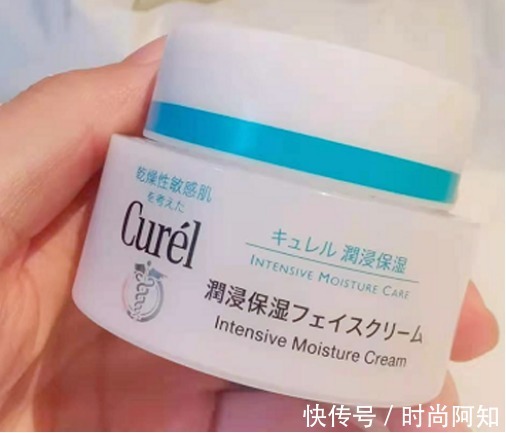 乾燥性敏感肌
を考えた
Curél
キュレル 潤浸保湿
INTENSIVE MOISTURE CARE
潤浸保湿フェイスクリーム
Intensive Moisture Cream
快传号 / 时尚阿知